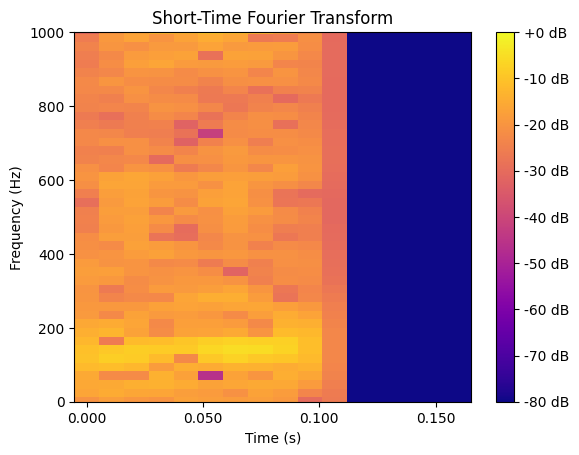 Short-Time Fourier Transform
1000
800
600
400
200
0
Frequency (Hz)
0.000
0.050
0.100
0.150
Time (s)
+0 dB
-10 dB
-20 dB
-30 dB
-40 dB
-50 dB
-60 dB
-70 dB
-80 dB